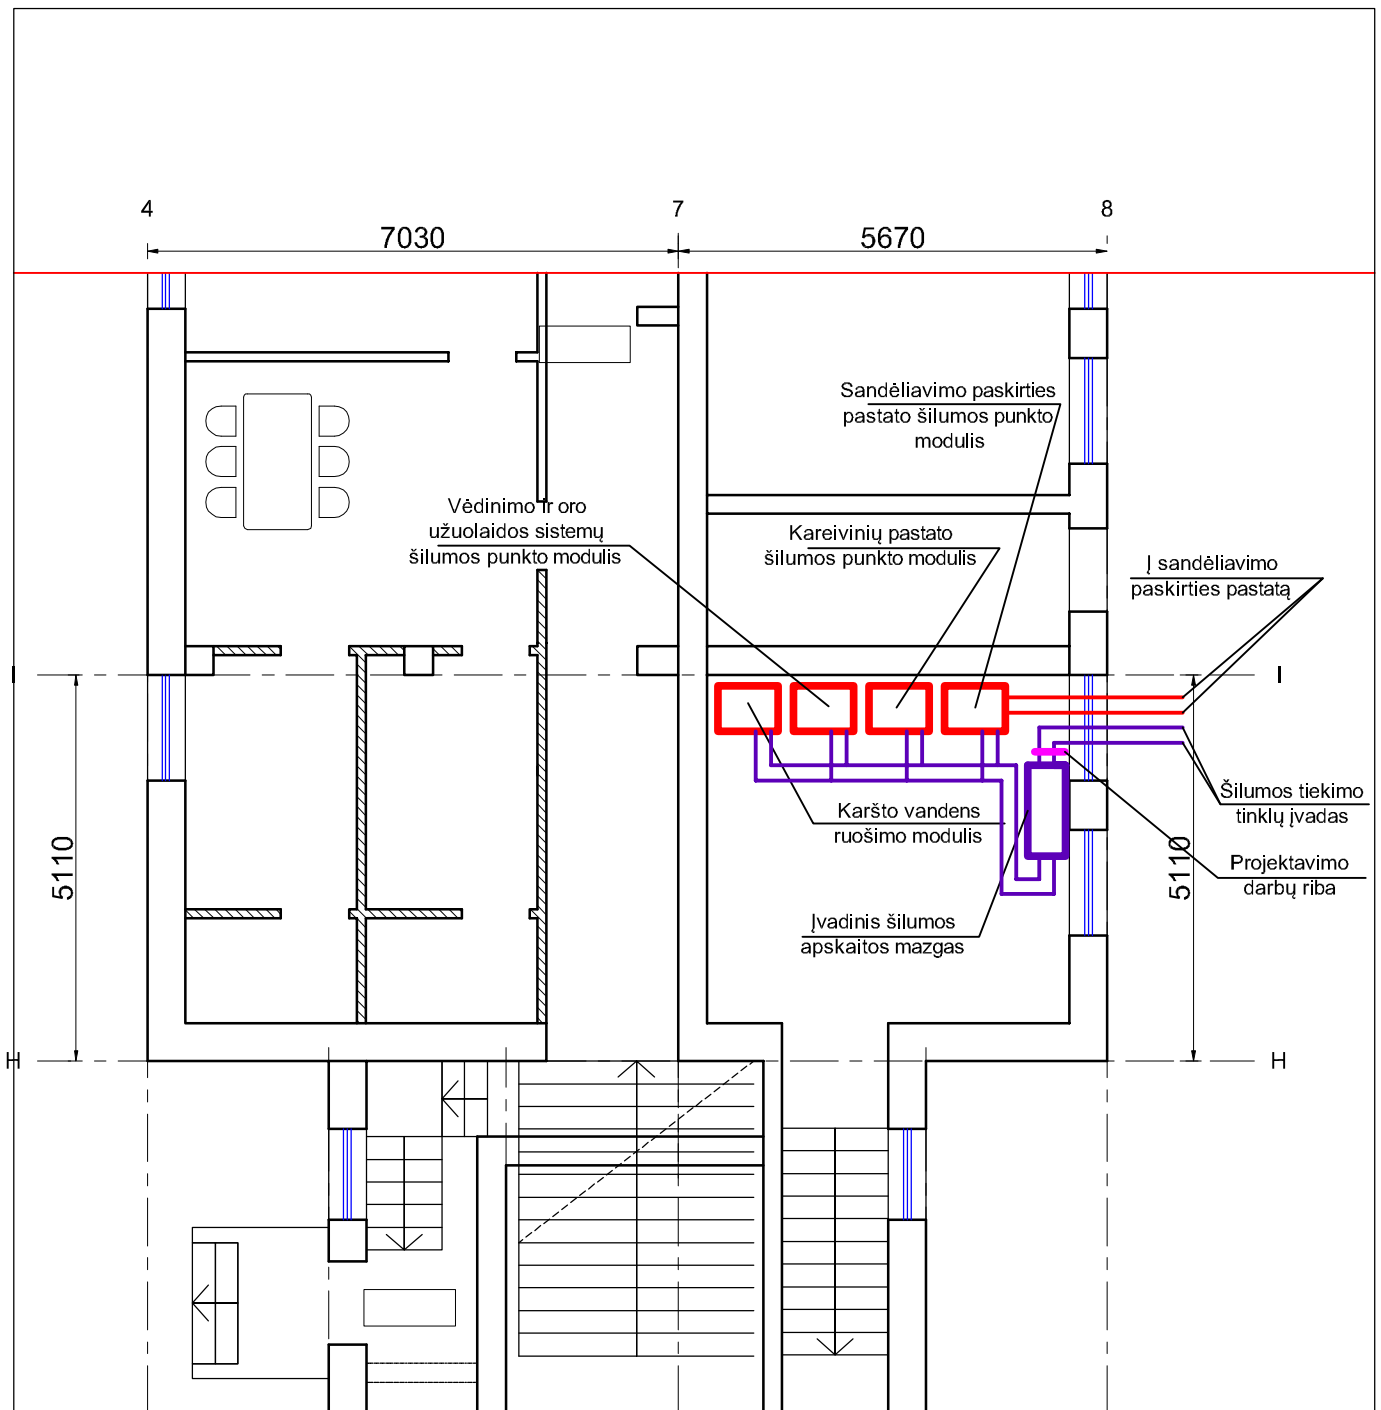 4
7
8
7030
5670
Sandėliavimo paskirties
pastato šilumos punkto
modulis
Vėdinimo ir oro
užuolaidos sistemų
šilumos punkto modulis
Kareivinių pastato
šilumos punkto modulis
Į sandėliavimo
paskirties pastatą
I
I
Šilumos tiekimo
tinklų įvadas
Karšto vandens
ruošimo modulis
5110
5110
Projektavimo
darbų riba
Įvadinis šilumos
apskaitos mazgas
H
H